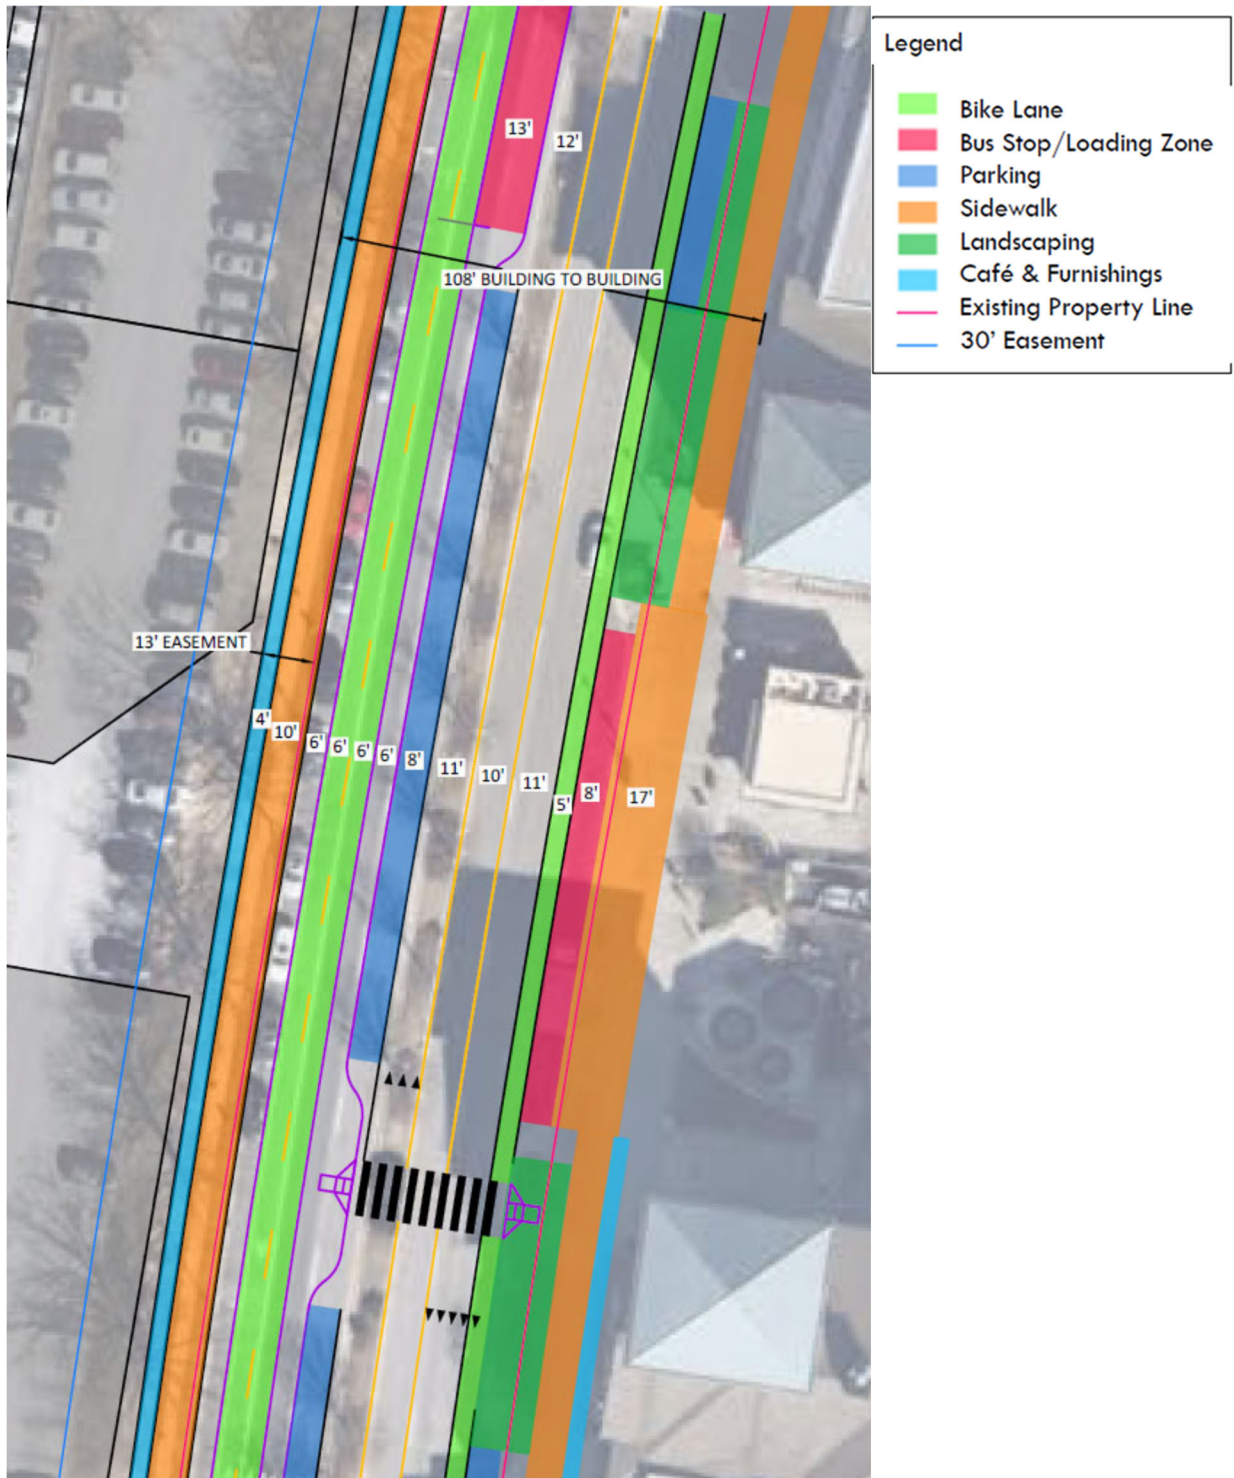 Legend
Bike Lane
Bus Stop/Loading Zone
Parking
Sidewalk
Landscaping
Café & Furnishings
Existing Property Line
30' Easement
13'
12'
108' BUILDING TO BUILDING
13' EASEMENT
4'
10'
6'
6'
6'
6'
8'
11'
10'
11'
5'
8'
17'